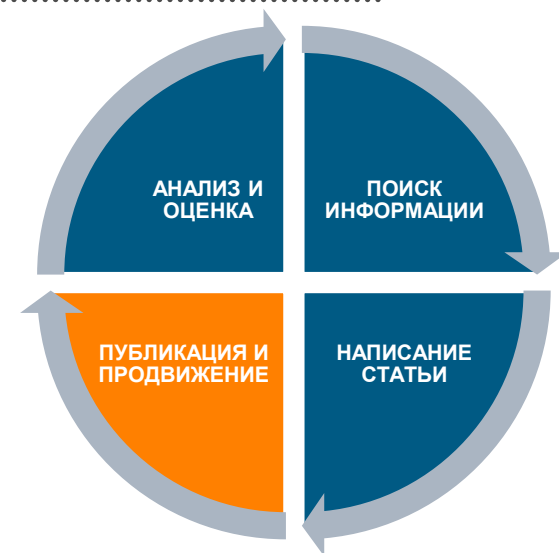 АНАЛИЗ И
ОЦЕНКА
ПОИСК
ИНФОРМАЦИИ
ПУБЛИКАЦИЯ И
ПРОДВИЖЕНИЕ
НАПИСАНИЕ
СТАТЬИ